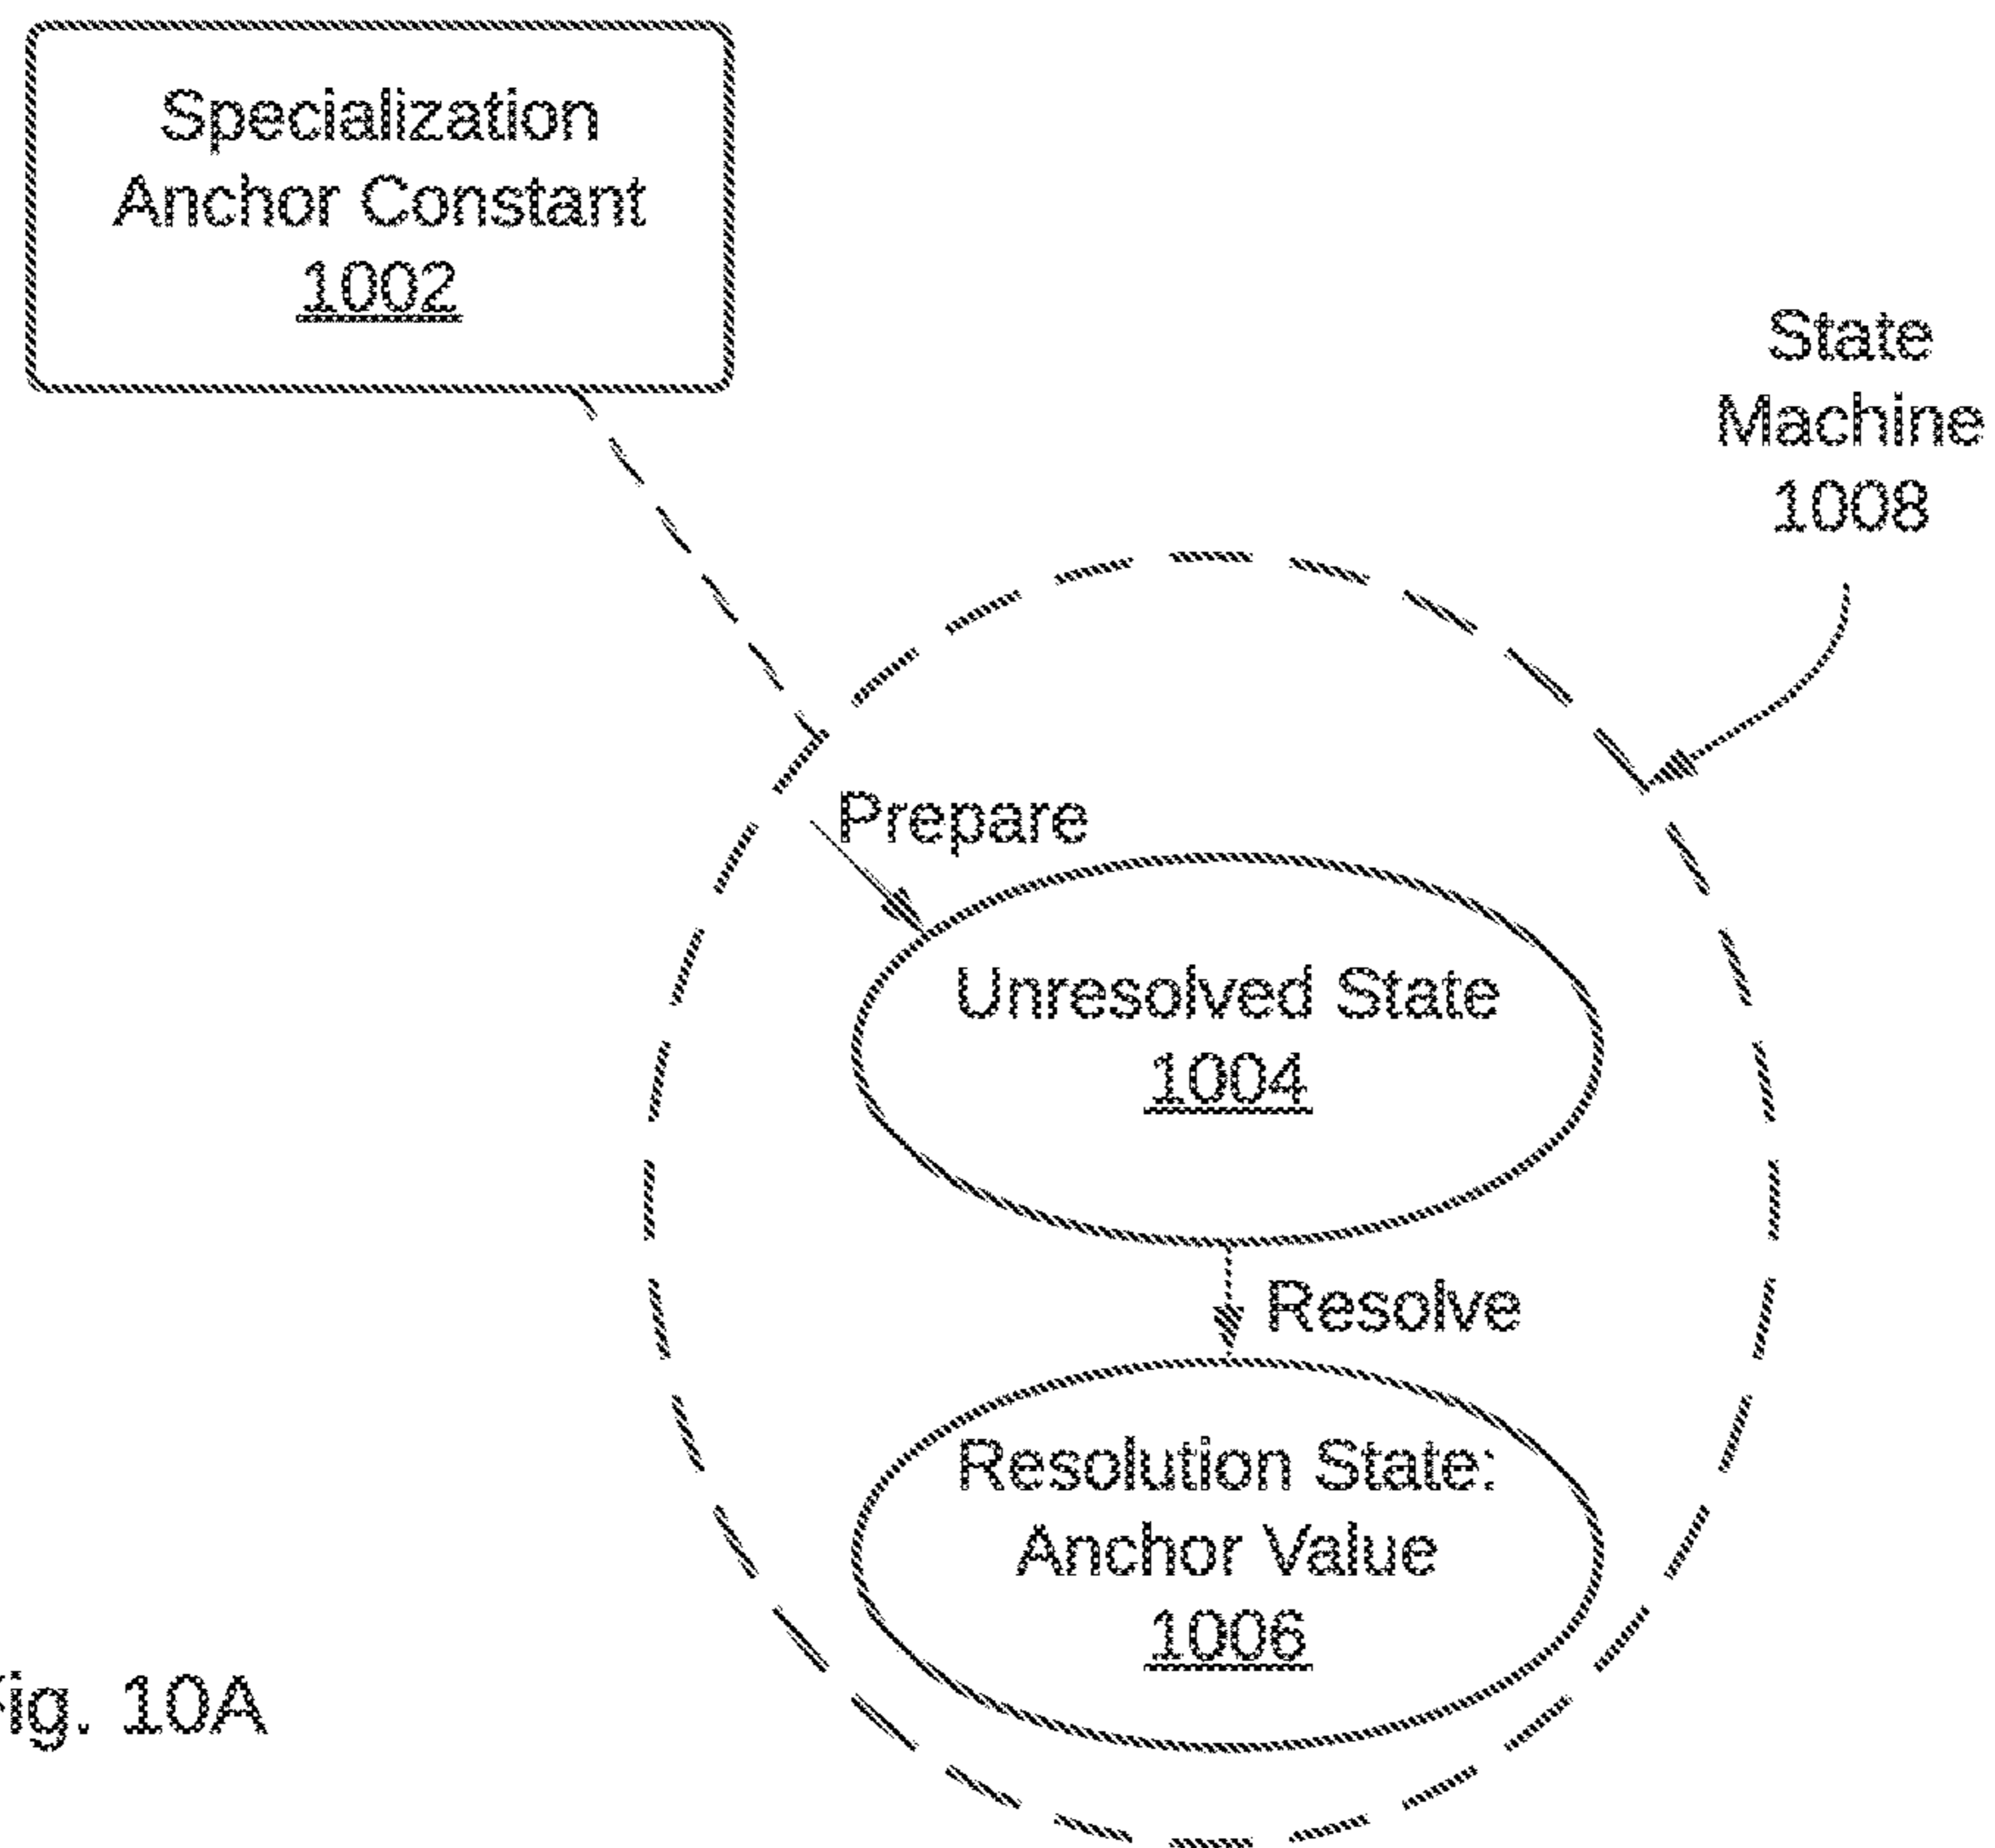 Specialization
Anchor Constant
1002
State
Machine
1008
Prepare
Unresolved State
1004
Resolve
Resolution State:
Anchor Value
1006
ig. 10A